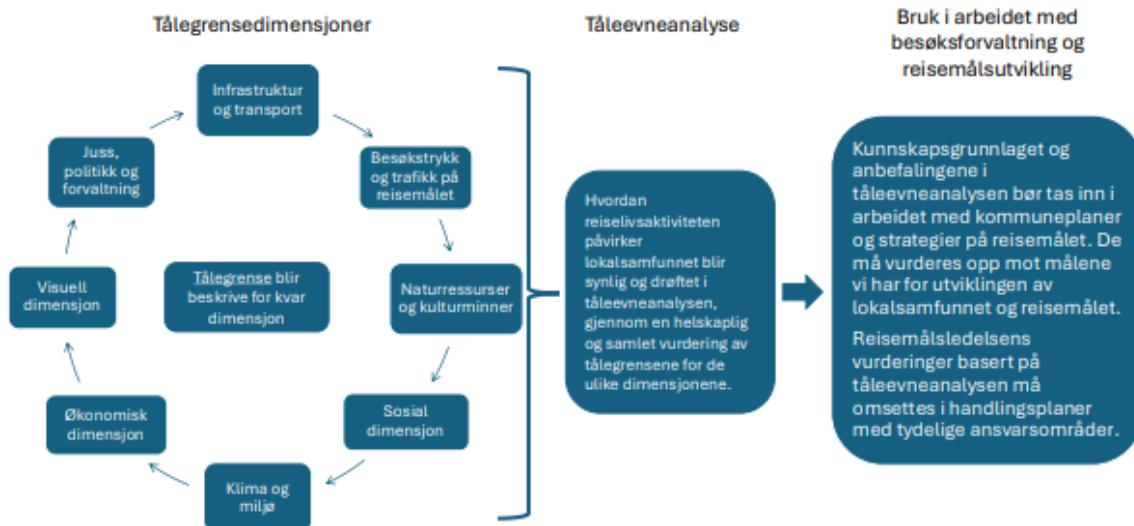 Tålegrensedimensjoner
Infrastruktur
og transport
Besøkstrykk
og trafikk på
reisemålet
Naturressurser
og kulturminner
Sosial
dimensjon
Klima og
miljø
Økonomisk
dimensjon
Visuell
dimensjon
Juss,
politikk og
forvaltning
Tålegrense blir
beskrive for kvar
dimensjon
Tåleevneanalyse
Hvordan
reiselivsaktiviteten
påvirker
lokalsamfunnet blir
synlig og drøftet i
tåleevneanalysen,
gjennom en helskaplig
og samlet vurdering av
tålegrensene for de
ulike dimensjonene.
Bruk i arbeidet med
besøksforvaltning og
reisemålsutvikling
Kunnskapsgrunnlaget og
anbefalingene i
tåleevneanalysen bør tas inn i
arbeidet med kommuneplaner
og strategier på reisemålet. De
må vurderes opp mot målene
vi har for utviklingen av
lokalsamfunnet og reisemålet.
Reisemålsledelsens
vurderinger basert på
tåleevneanalysen må
omsettes i handlingsplaner
med tydelige ansvarsområder.